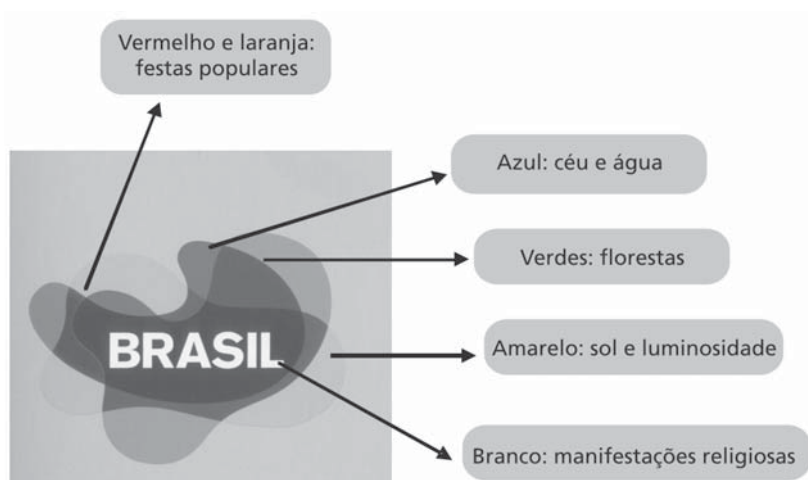 Vermelho e laranja:
festas populares
Azul: céu e água
Verdes: florestas
BRASIL
Amarelo: sol e luminosidade
Branco: manifestações religiosas